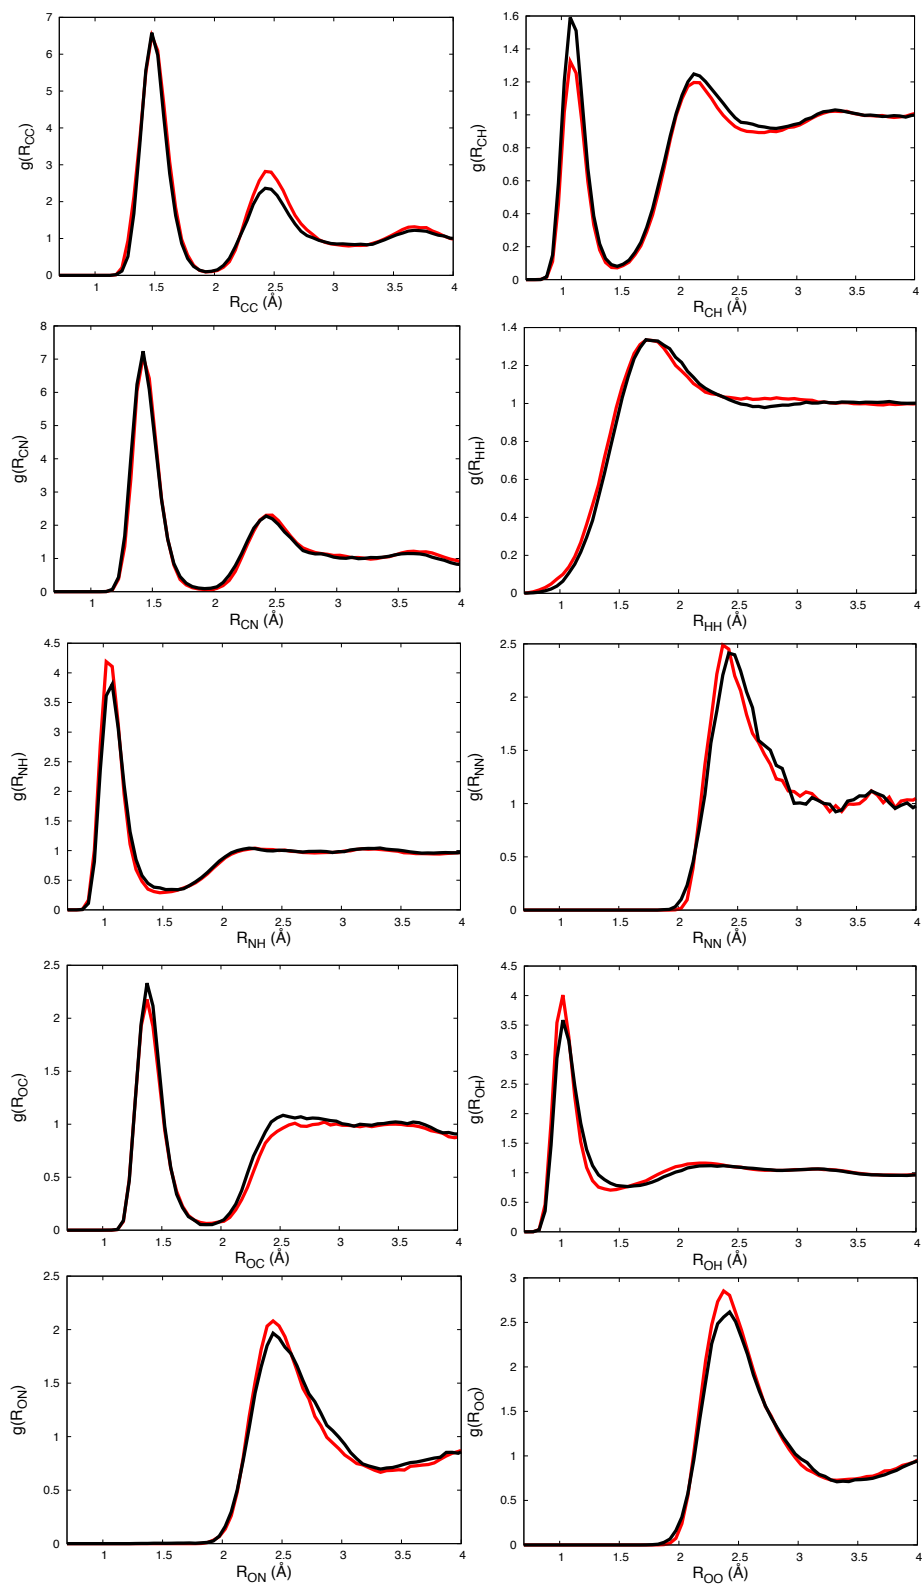 7
6
5
4
3
2
1
0
g(R_CC)
1 1.5 2 2.5 3 3.5 4
R_CC (Å)
1.6
1.4
1.2
1
0.8
0.6
0.4
0.2
0
g(R_CH)
1 1.5 2 2.5 3 3.5 4
R_CH (Å)
8
7
6
5
4
3
2
1
0
g(R_CN)
1 1.5 2 2.5 3 3.5 4
R_CN (Å)
1.4
1.2
1
0.8
0.6
0.4
0.2
0
g(R_HH)
1 1.5 2 2.5 3 3.5 4
R_HH (Å)
4.5
4
3.5
3
2.5
2
1.5
1
0.5
0
g(R_NH)
1 1.5 2 2.5 3 3.5 4
R_NH (Å)
2.5
2
1.5
1
0.5
0
g(R_NN)
1 1.5 2 2.5 3 3.5 4
R_NN (Å)
2.5
2
1.5
1
0.5
0
g(R_OC)
1 1.5 2 2.5 3 3.5 4
R_OC (Å)
4.5
4
3.5
3
2.5
2
1.5
1
0.5
0
g(R_OH)
1 1.5 2 2.5 3 3.5 4
R_OH (Å)
2.5
2
1.5
1
0.5
0
g(R_ON)
1 1.5 2 2.5 3 3.5 4
R_ON (Å)
3
2.5
2
1.5
1
0.5
0
g(R_OO)
1 1.5 2 2.5 3 3.5 4
R_OO (Å)